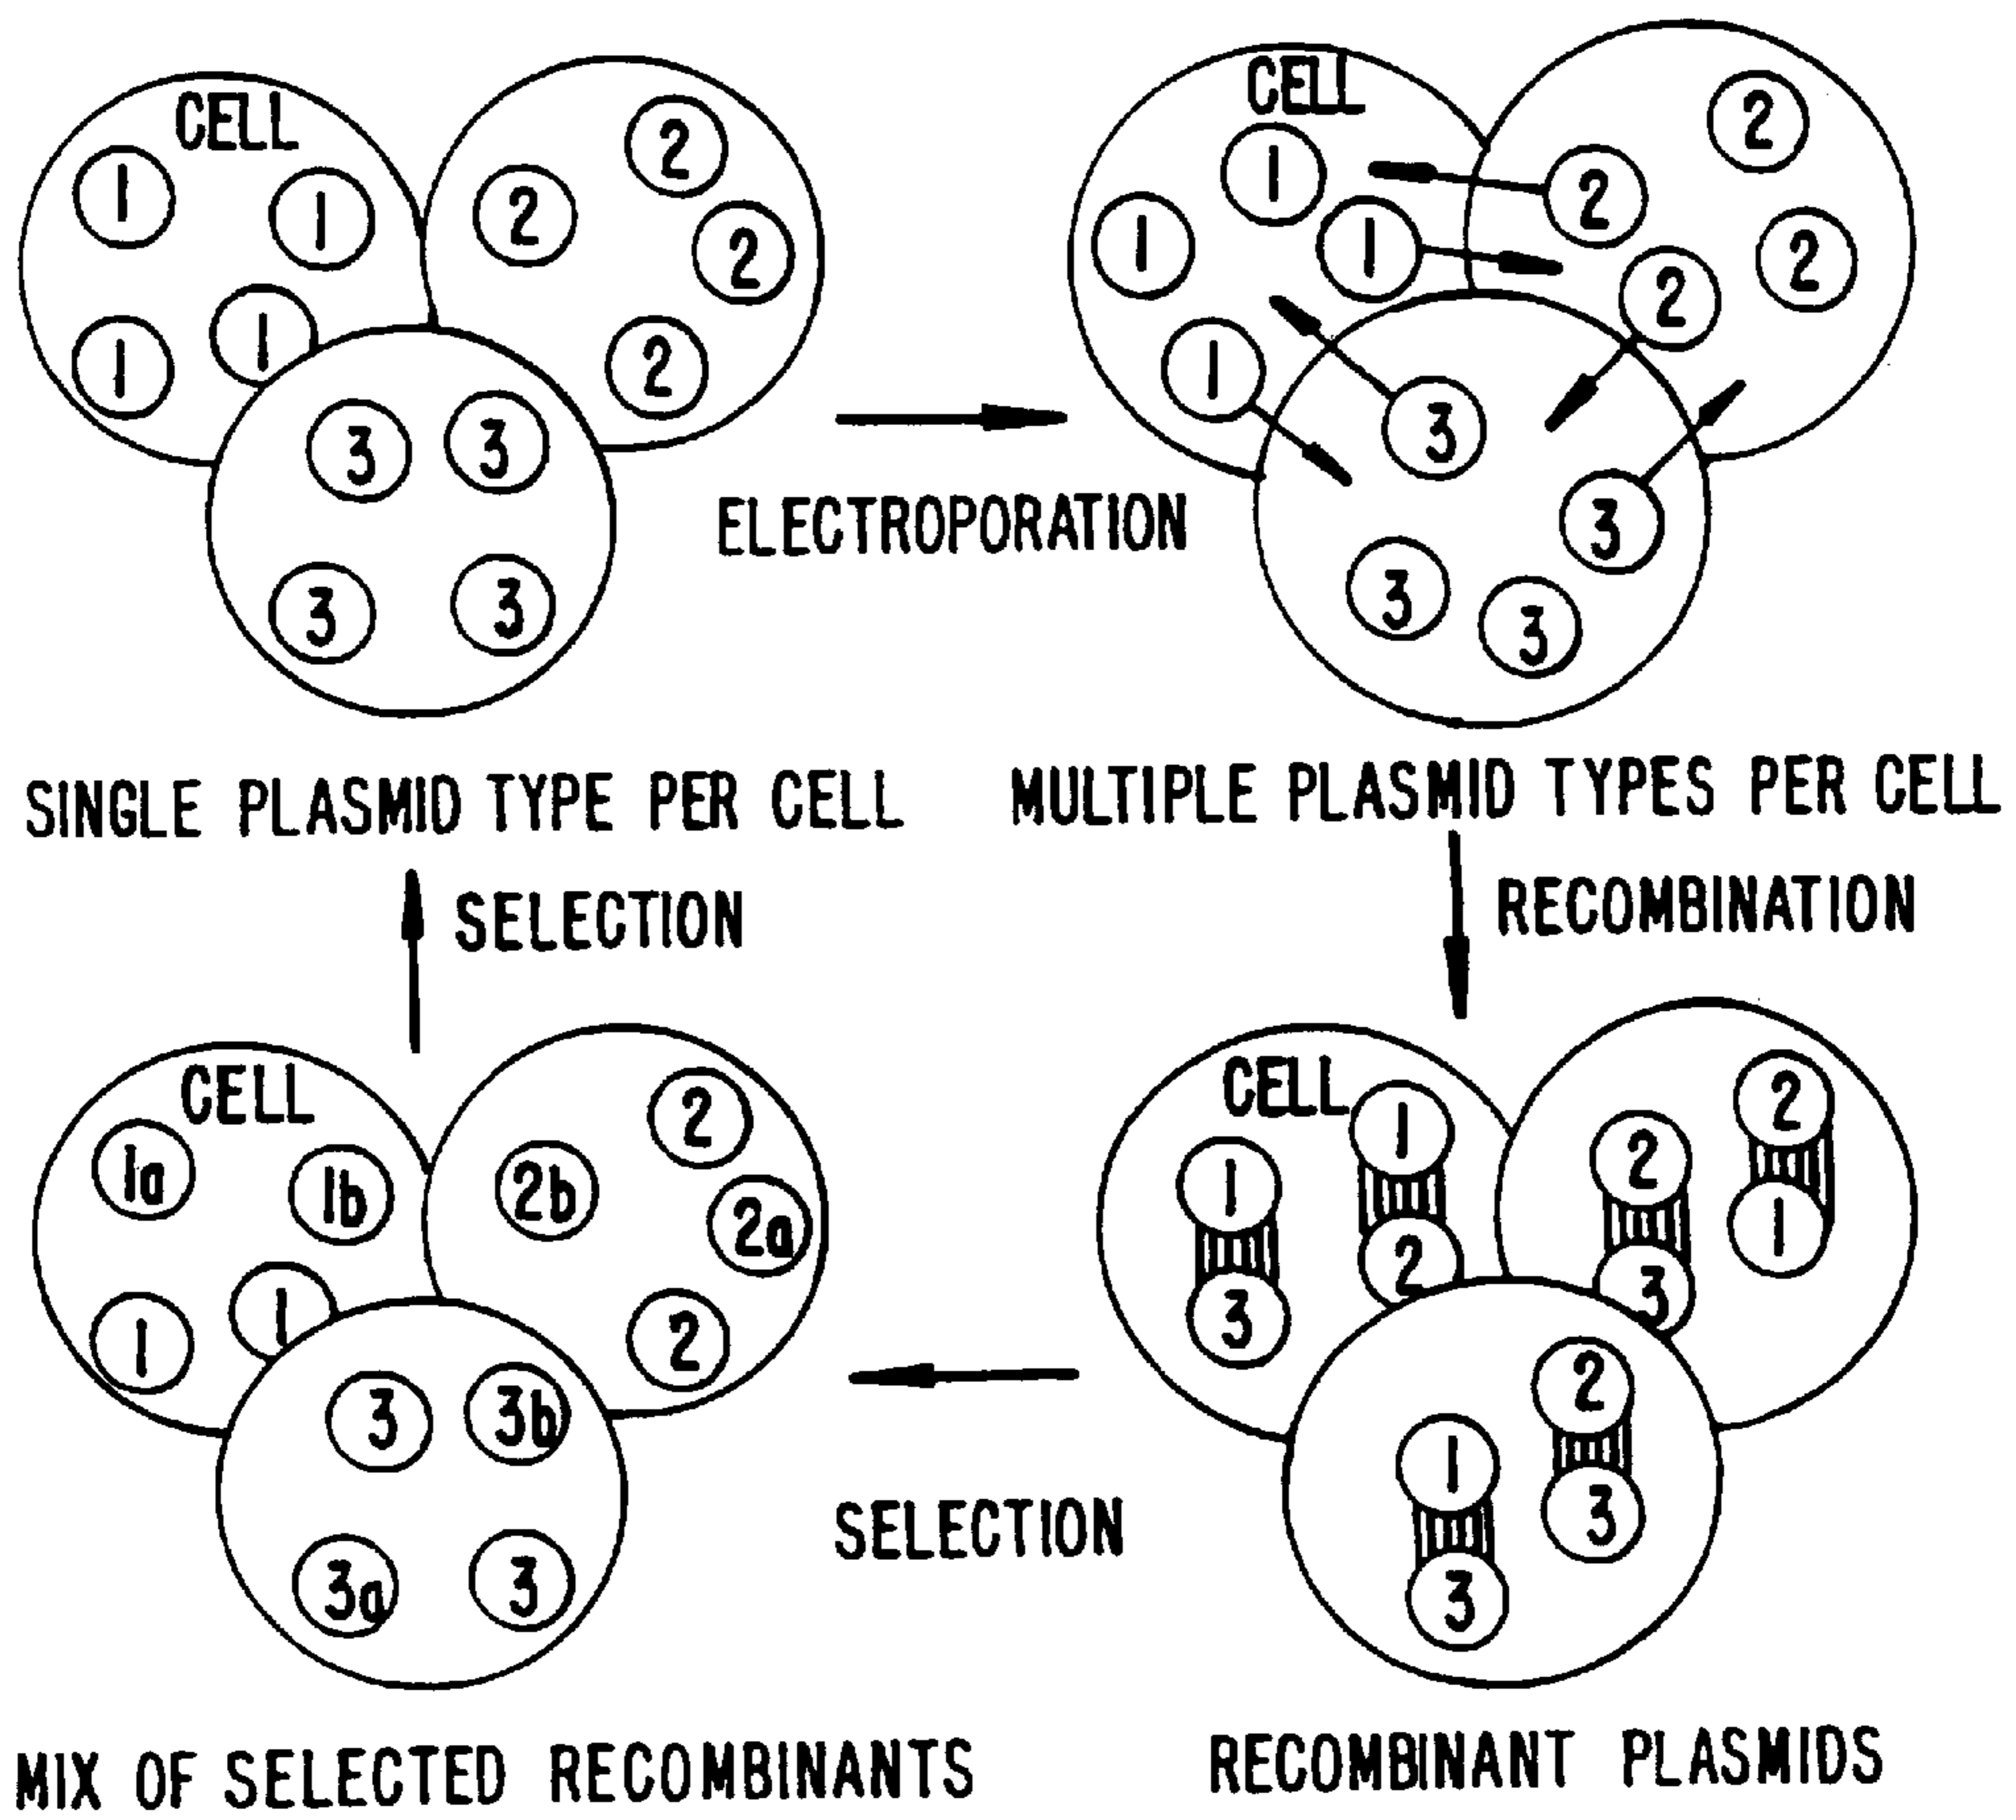 CELL
1 1 1 1
2 2 2 2
3 3 3 3
ELECTROPORATION
CELL
1 1 1 1
2 2 2 2
3 3 3 3
SINGLE PLASMID TYPE PER CELL
MULTIPLE PLASMID TYPES PER CELL
SELECTION
RECOMBINATION
CELL
1a 1b 1 1
2 2b 2a 2
3 3b 3a 3
SELECTION
CELL
1 3
1 2
2 3
2 1
1 3
2 3
MIX OF SELECTED RECOMBINANTS
RECOMBINANT PLASMIDS